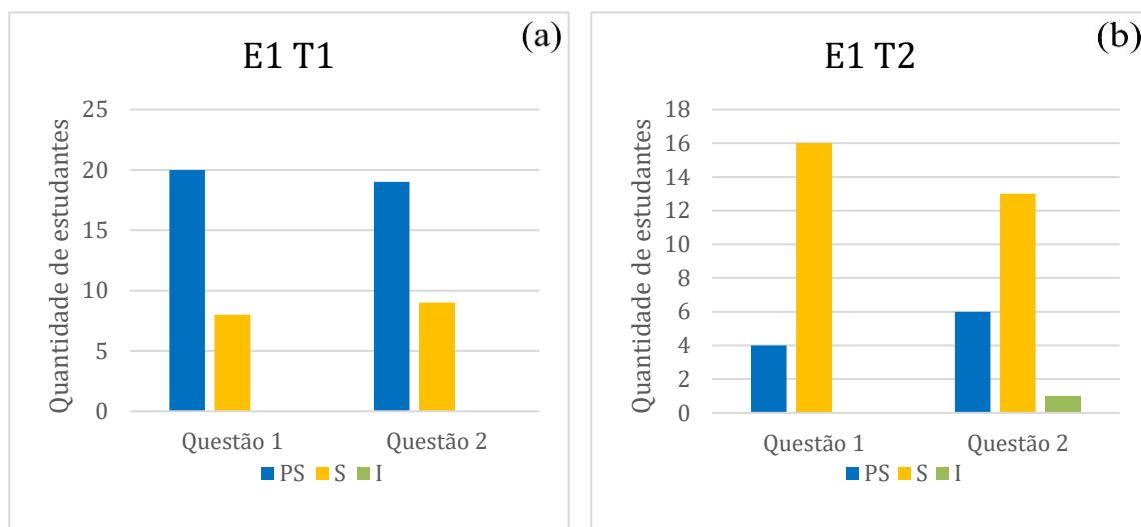 (a)
E1 T1
Quantidade de estudantes
25
20
15
10
5
0
Questão 1 Questão 2
PS S I
(b)
E1 T2
Quantidade de estudantes
18
16
14
12
10
8
6
4
2
0
Questão 1 Questão 2
PS S I